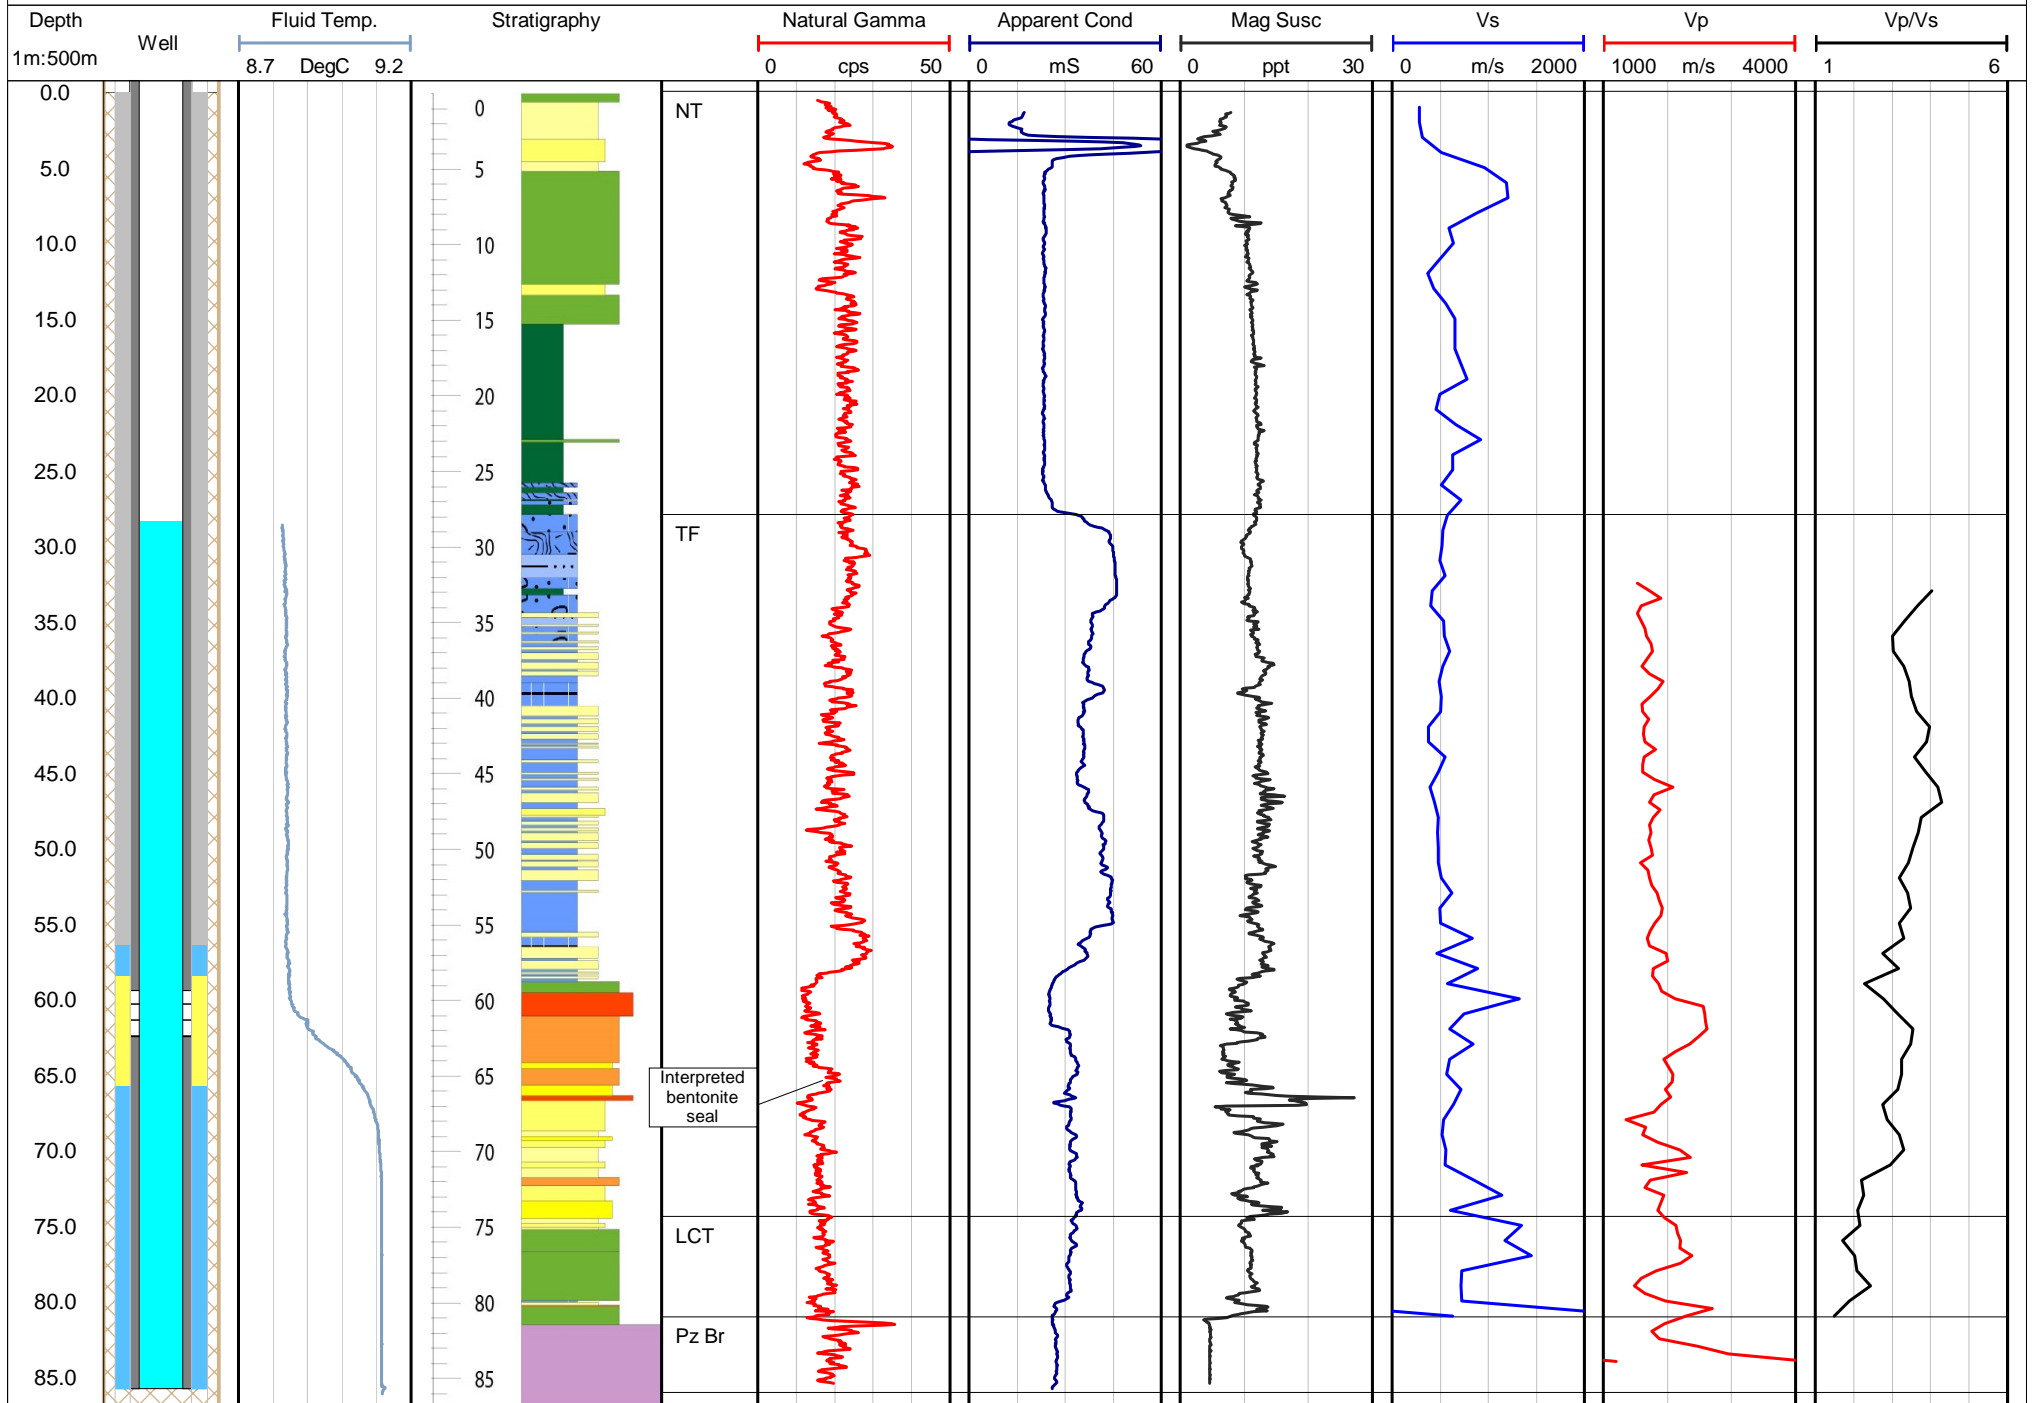 Depth
1m:500m
Well
Fluid Temp.
8.7 DegC 9.2
Stratigraphy
Natural Gamma
0 cps 50
Apparent Cond
0 mS 60
Mag Susc
0 ppt 30
Vs
0 m/s 2000
Vp
1000 m/s 4000
Vp/Vs
1 6
0.0
5.0
10.0
15.0
20.0
25.0
30.0
35.0
40.0
45.0
50.0
55.0
60.0
65.0
70.0
75.0
80.0
85.0
0
5
10
15
20
25
30
35
40
45
50
55
60
65
70
75
80
85
NT
TF
Interpreted
bentonite
seal
LCT
Pz Br